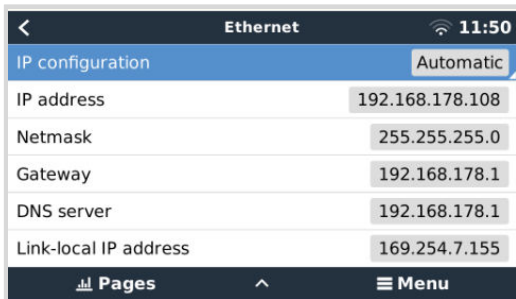 Ethernet 11:50
IP configuration Automatic
IP address 192.168.178.108
Netmask 255.255.255.0
Gateway 192.168.178.1
DNS server 192.168.178.1
Link-local IP address 169.254.7.155
Pages Menu